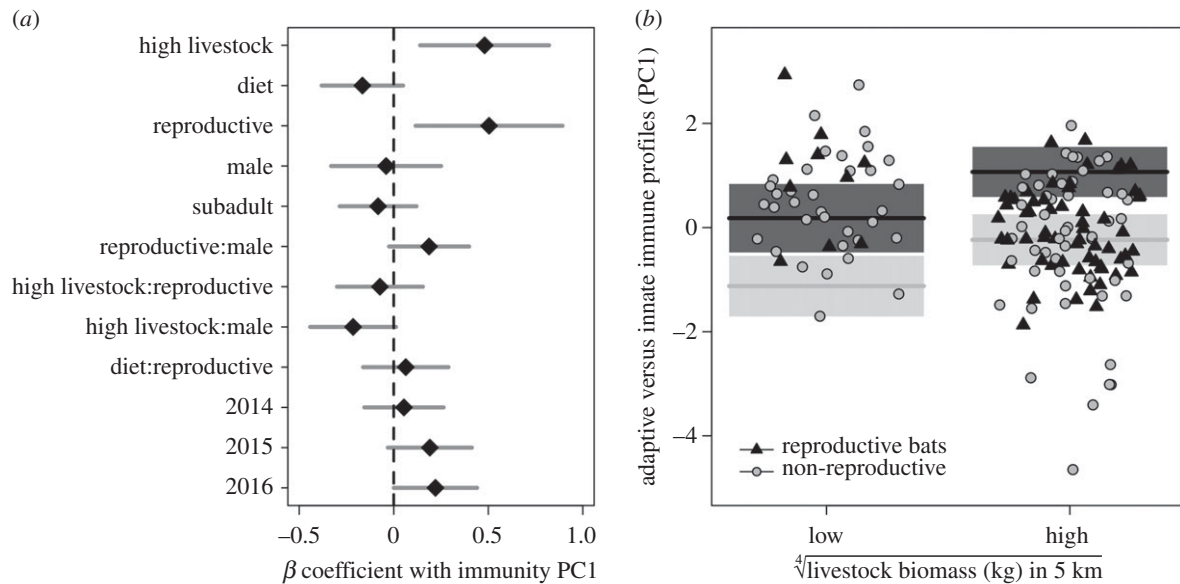 (a)
high livestock
diet
reproductive
male
subadult
reproductive:male
high livestock:reproductive
high livestock:male
diet:reproductive
2014
2015
2016
−0.5 0 0.5 1.0
β coefficient with immunity PC1
(b)
adaptive versus innate immune profiles (PC1)
2
0
−2
−4
reproductive bats
non-reproductive
low high
∜livestock biomass (kg) in 5 km